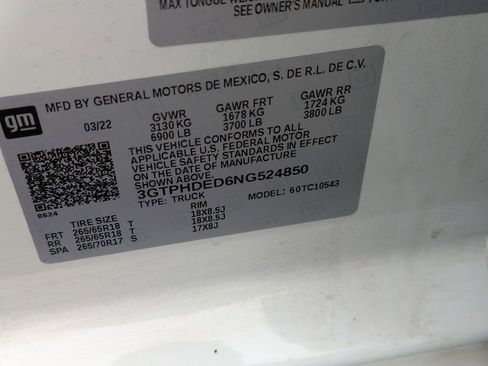 MAX TONGUE WEIGHT
SEE OWNER'S MANUAL
gm
MFD BY GENERAL MOTORS DE MEXICO, S. DE R.L. DE C.V.
03/22 GVWR GAWR FRT GAWR RR
3130 KG 1678 KG 1724 KG
6900 LB 3700 LB 3800 LB
THIS VEHICLE CONFORMS TO ALL
APPLICABLE U.S. FEDERAL MOTOR
VEHICLE SAFETY STANDARDS IN EFFECT
ON THE DATE OF MANUFACTURE
3GTPHDED6NG524850
8624 TYPE: TRUCK MODEL: 60TC10543
TIRE SIZE RIM
FRT 265/65R18 T 18X8.5J
RR 265/65R18 T 18X8.5J
SPA 265/70R17 S 17X8J